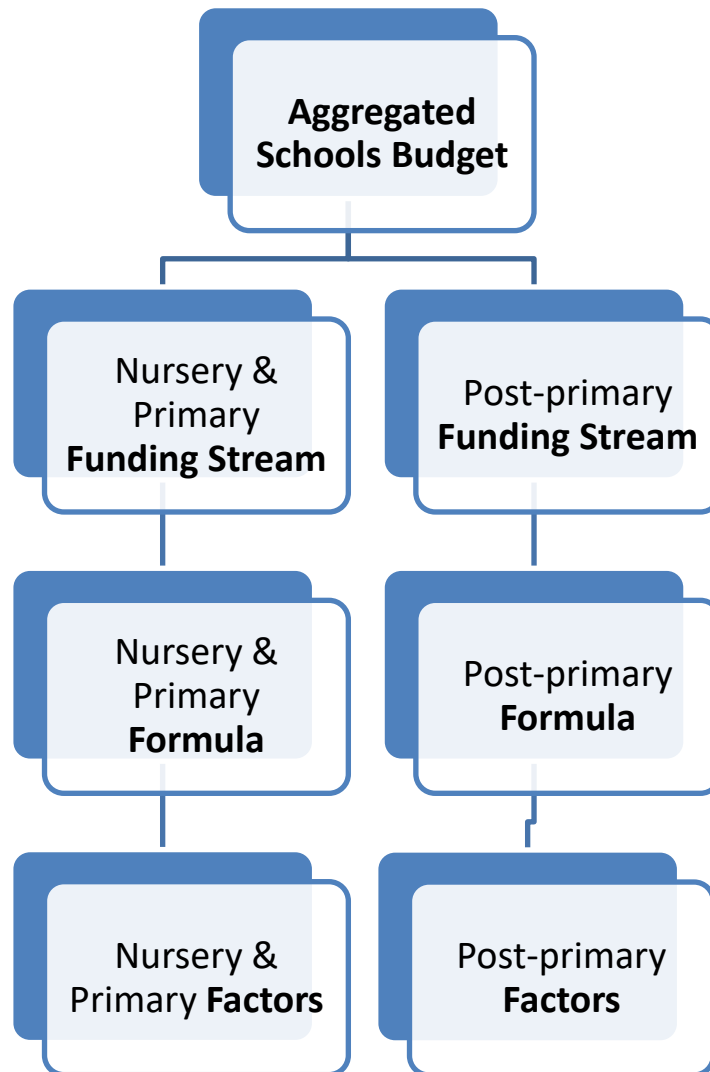 Aggregated
Schools Budget
Nursery &
Primary
Funding Stream
Post-primary
Funding Stream
Nursery &
Primary
Formula
Post-primary
Formula
Nursery &
Primary Factors
Post-primary
Factors